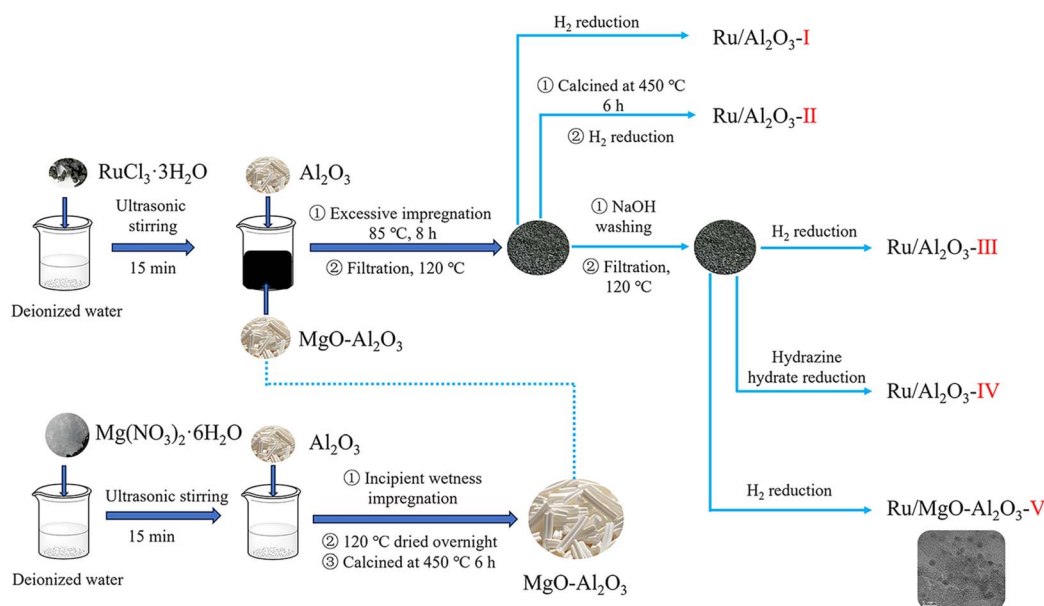 H₂ reduction
Ru/Al₂O₃-I
① Calcined at 450 ℃
6 h
② H₂ reduction
Ru/Al₂O₃-II
RuCl₃·3H₂O
Al₂O₃
Ultrasonic
stirring
15 min
① Excessive impregnation
85 ℃, 8 h
② Filtration, 120 ℃
① NaOH
washing
② Filtration,
120 ℃
H₂ reduction
Ru/Al₂O₃-III
Deionized water
MgO-Al₂O₃
Hydrazine
hydrate reduction
Ru/Al₂O₃-IV
Mg(NO₃)₂·6H₂O
Al₂O₃
Ultrasonic stirring
15 min
① Incipient wetness
impregnation
② 120 ℃ dried overnight
③ Calcined at 450 ℃ 6 h
H₂ reduction
Ru/MgO-Al₂O₃-V
Deionized water
MgO-Al₂O₃